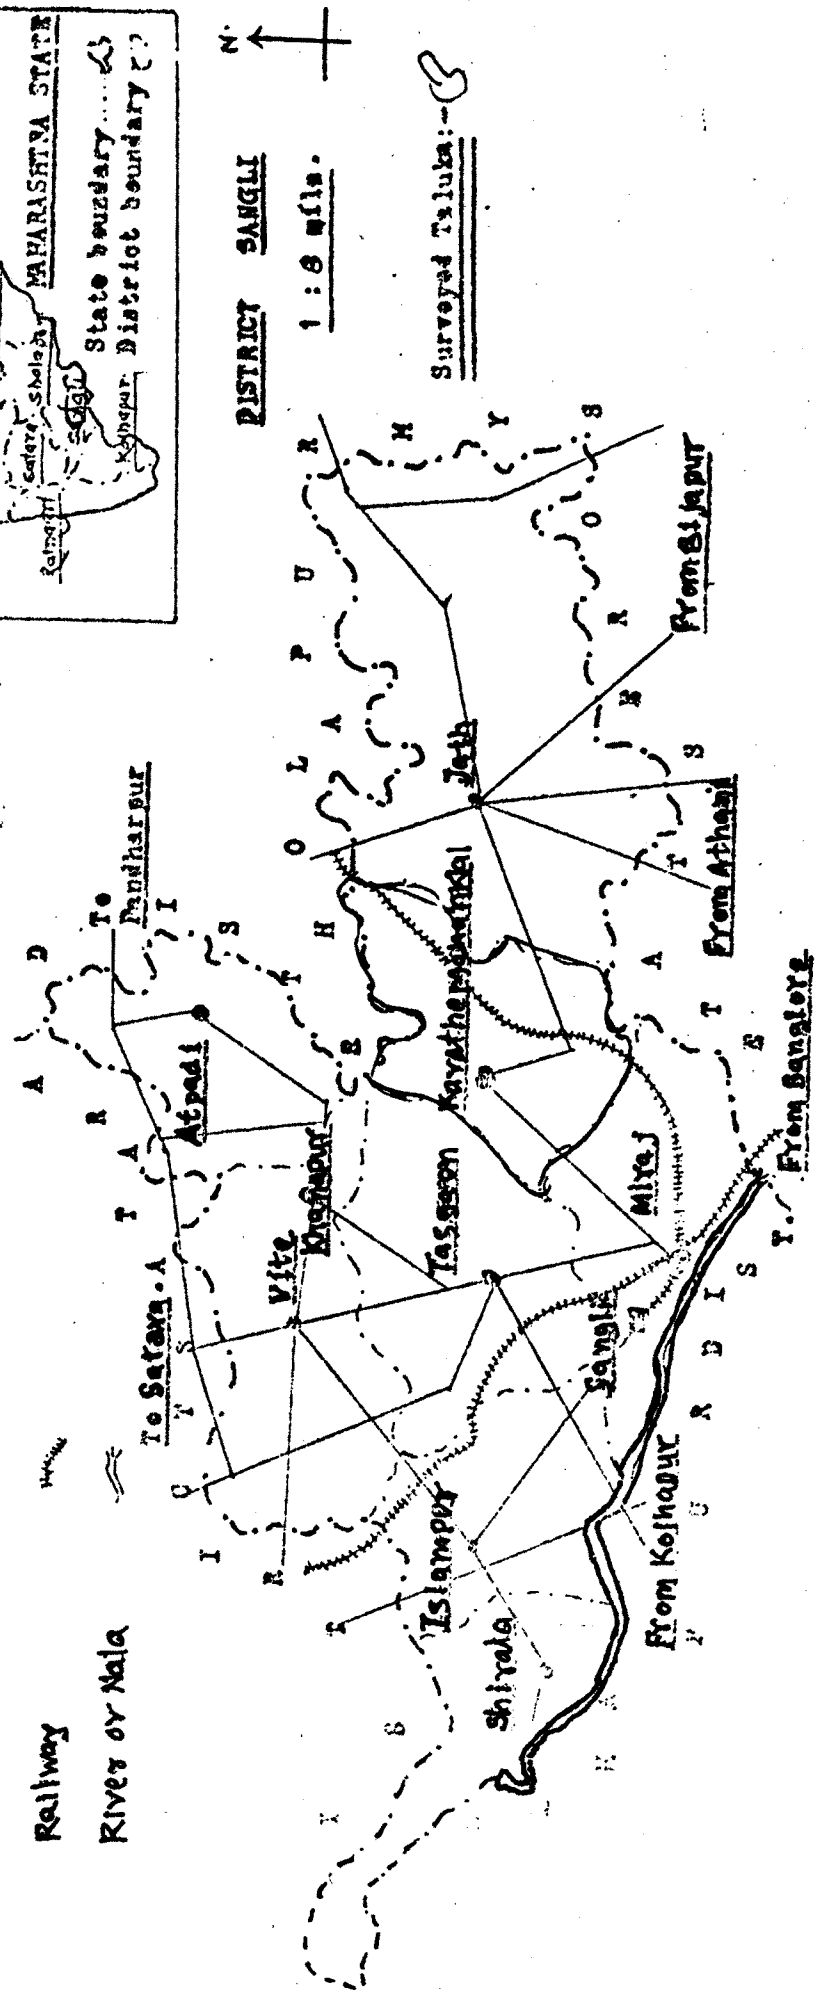 MAHARASHTRA STATE
State boundary.....
District boundary
Satara
Sholapur
Sangli
Kolhapur
Ratnagiri
N.
DISTRICT SANGLI
1 : 8 mile.
Surveyed Taluka:-
Railway
River or Nala
To Pandharpur
To Satara.
Atpadi
Khanapur
Vite
Tasgaon
Kavathemahankal
Jath
Miraj
Sangli
Islampur
Shirala
From Bijapur
From Athani
From Banglore
From Kolhapur
S A T A R A D I S T
S H O L A P U R
M Y S O R E S T A T E
D I S T.